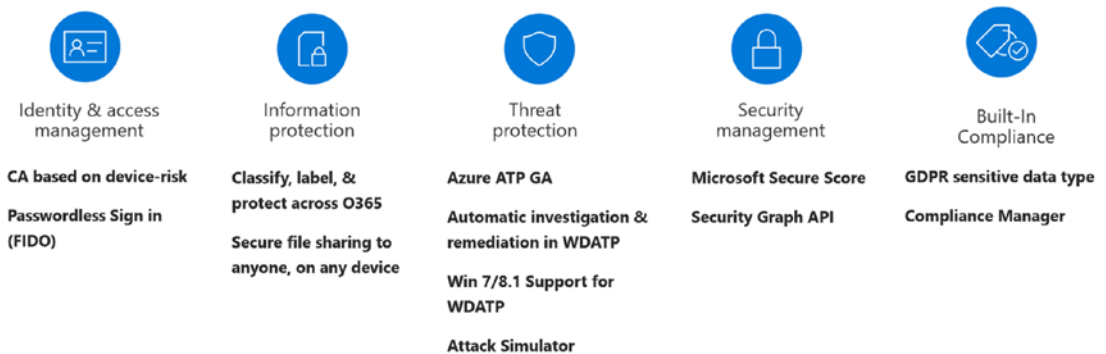 Identity & access
management
CA based on device-risk
Passwordless Sign in
(FIDO)
Information
protection
Classify, label, &
protect across O365
Secure file sharing to
anyone, on any device
Threat
protection
Azure ATP GA
Automatic investigation &
remediation in WDATP
Win 7/8.1 Support for
WDATP
Attack Simulator
Security
management
Microsoft Secure Score
Security Graph API
Built-In
Compliance
GDPR sensitive data type
Compliance Manager